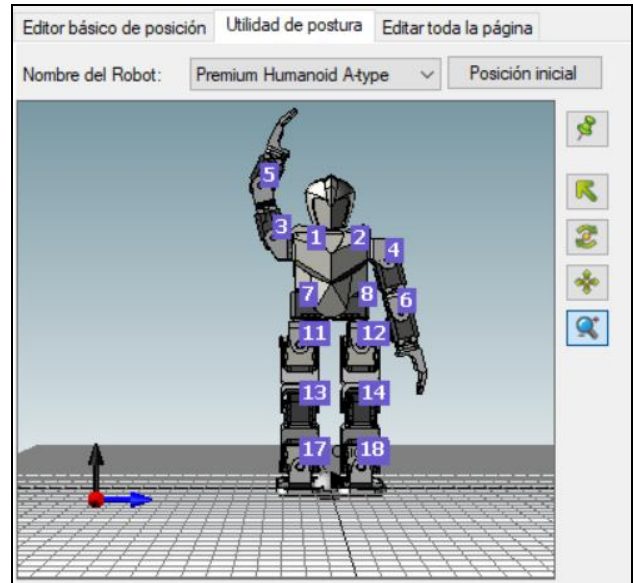 Editor básico de posición Utilidad de postura Editar toda la página
Nombre del Robot: Premium Humanoid A-type Posición inicial
5
3 1 2 4
7 8 6
11 12
13 14
17 18